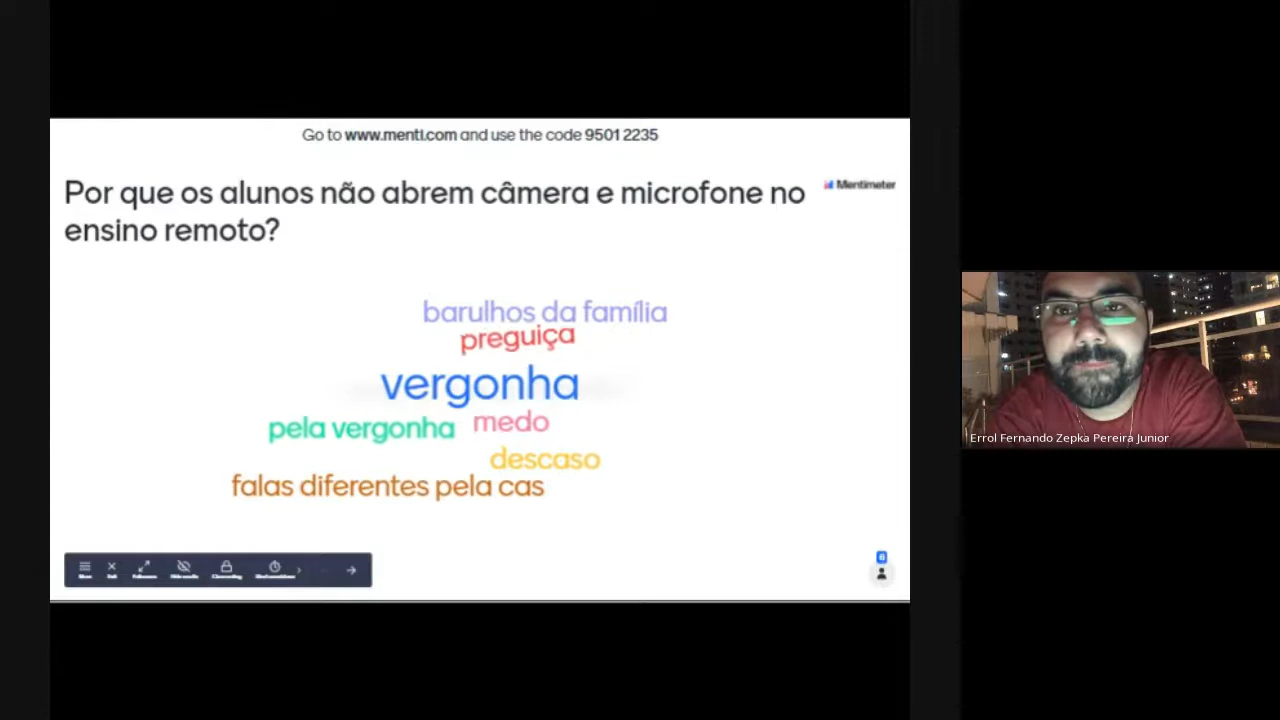 Go to www.menti.com and use the code 9501 2235
Por que os alunos não abrem câmera e microfone no
ensino remoto?
Mentimeter
barulhos da família
preguiça
vergonha
pela vergonha
medo
descaso
falas diferentes pela cas
Errol Fernando Zepka Pereira Junior
6